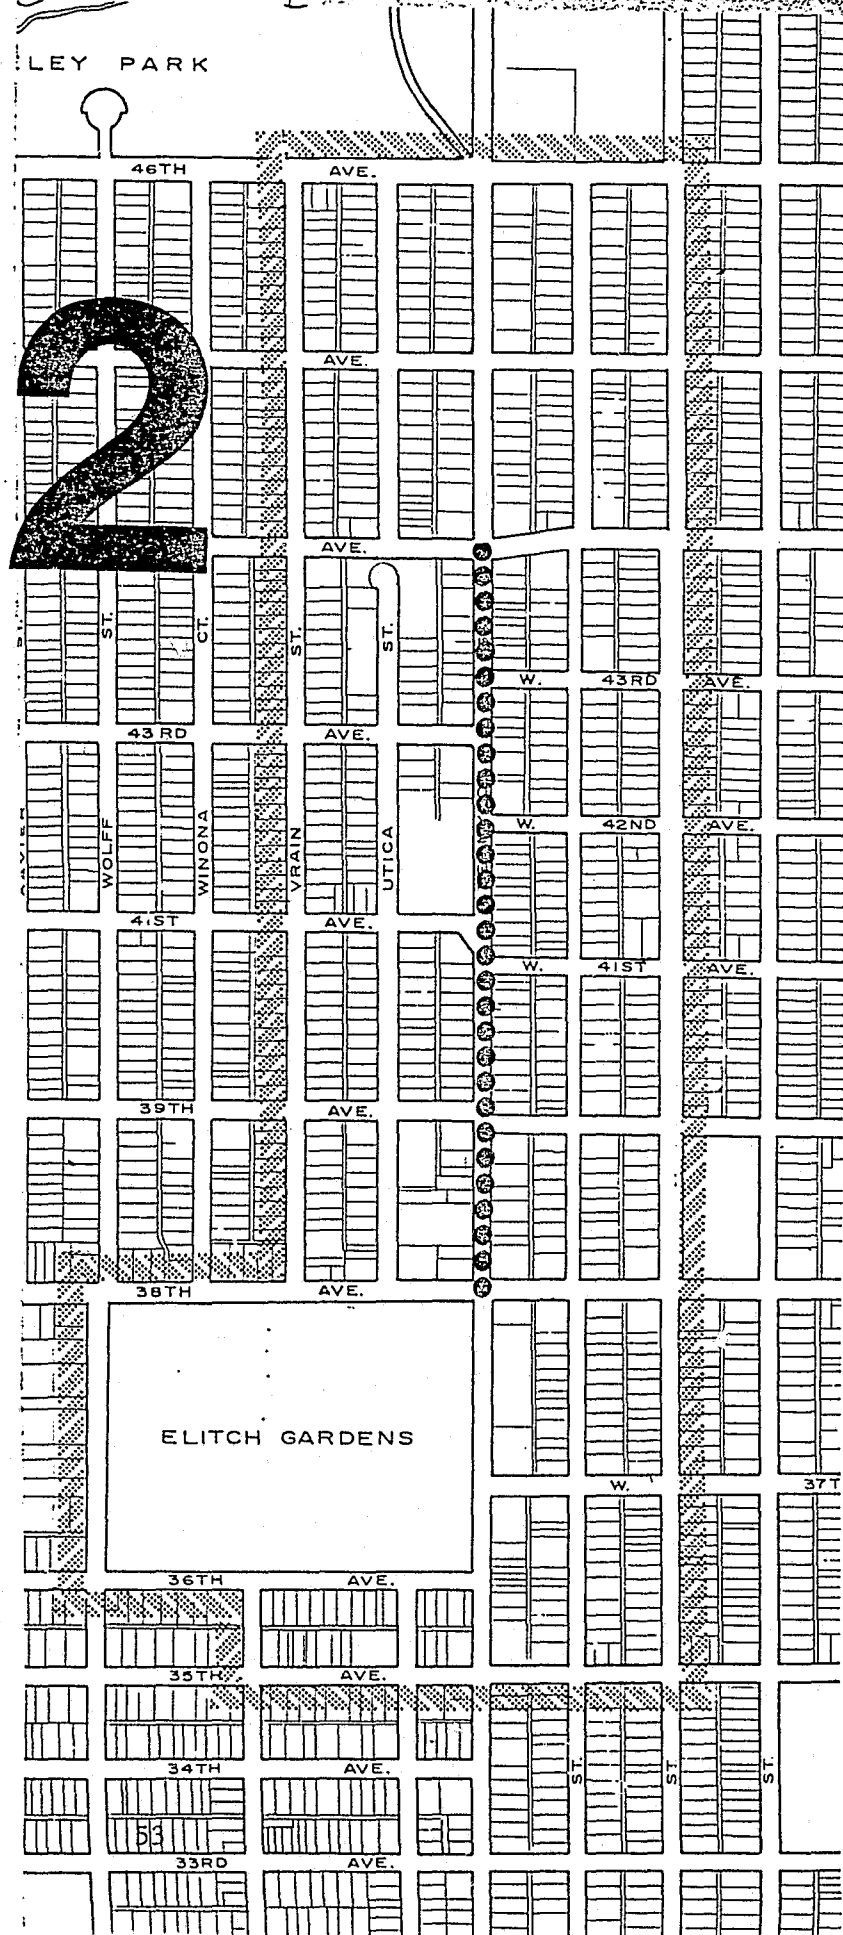 LEY PARK
46TH AVE.
2
AVE.
AVE.
ST.
CT.
ST.
ST.
W. 43RD AVE.
43RD AVE.
WOLFF
WINONA
VRAIN
UTICA
W. 42ND AVE.
41ST AVE.
W. 41ST AVE.
39TH AVE.
38TH AVE.
ELITCH GARDENS
W. 37T
36TH AVE.
35TH AVE.
34TH AVE.
ST.
ST.
ST.
53
33RD AVE.